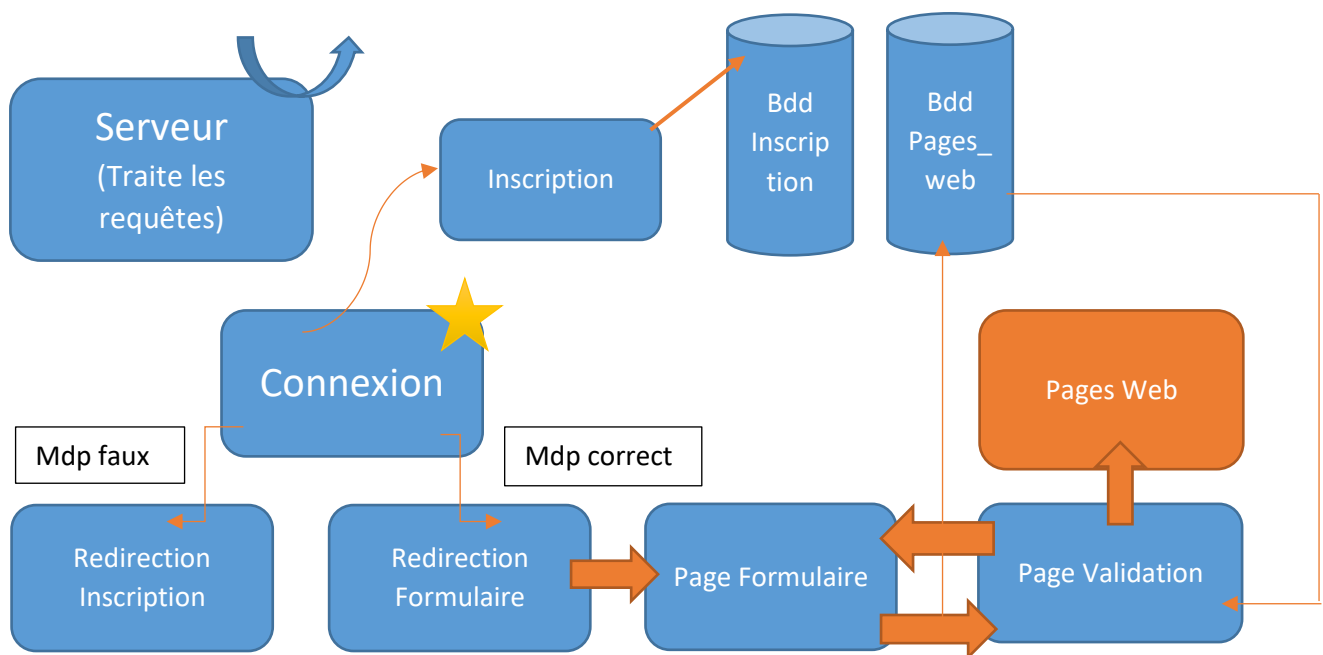 Serveur
(Traite les
requêtes)
Inscription
Bdd
Inscrip
tion
Bdd
Pages_
web
Connexion
Pages Web
Mdp faux
Mdp correct
Redirection
Inscription
Redirection
Formulaire
Page Formulaire
Page Validation